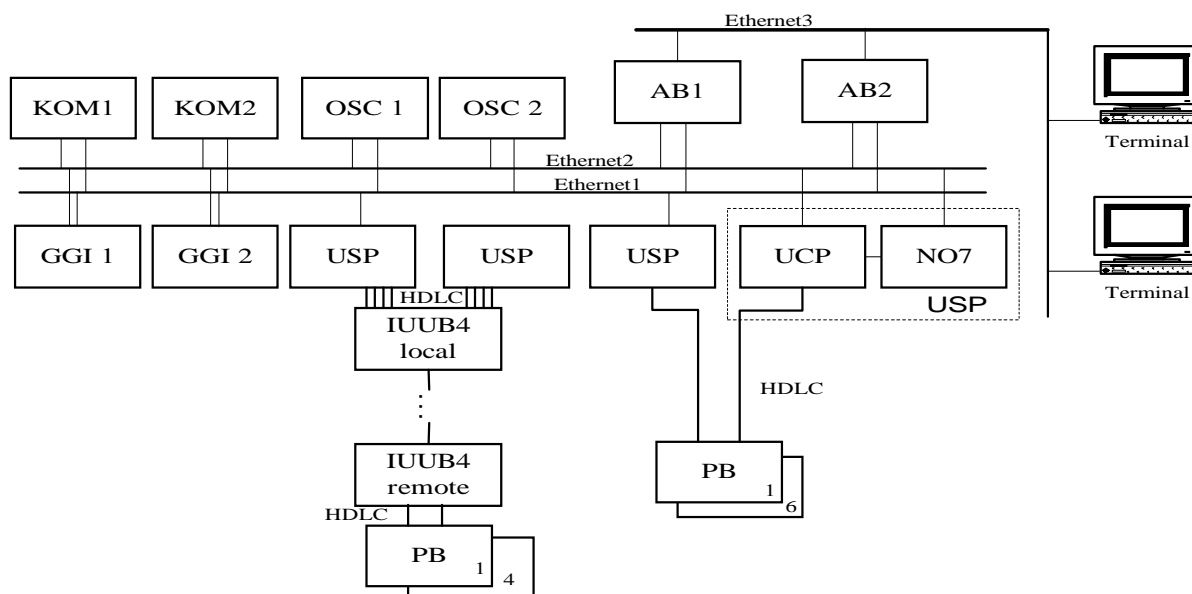 Ethernet3
KOM1
KOM2
OSC 1
OSC 2
AB1
AB2
Terminal
Ethernet2
Ethernet1
GGI 1
GGI 2
USP
USP
USP
UCP
NO7
USP
Terminal
HDLC
IUUB4
local
HDLC
IUUB4
remote
PB
1
6
HDLC
PB
1
4